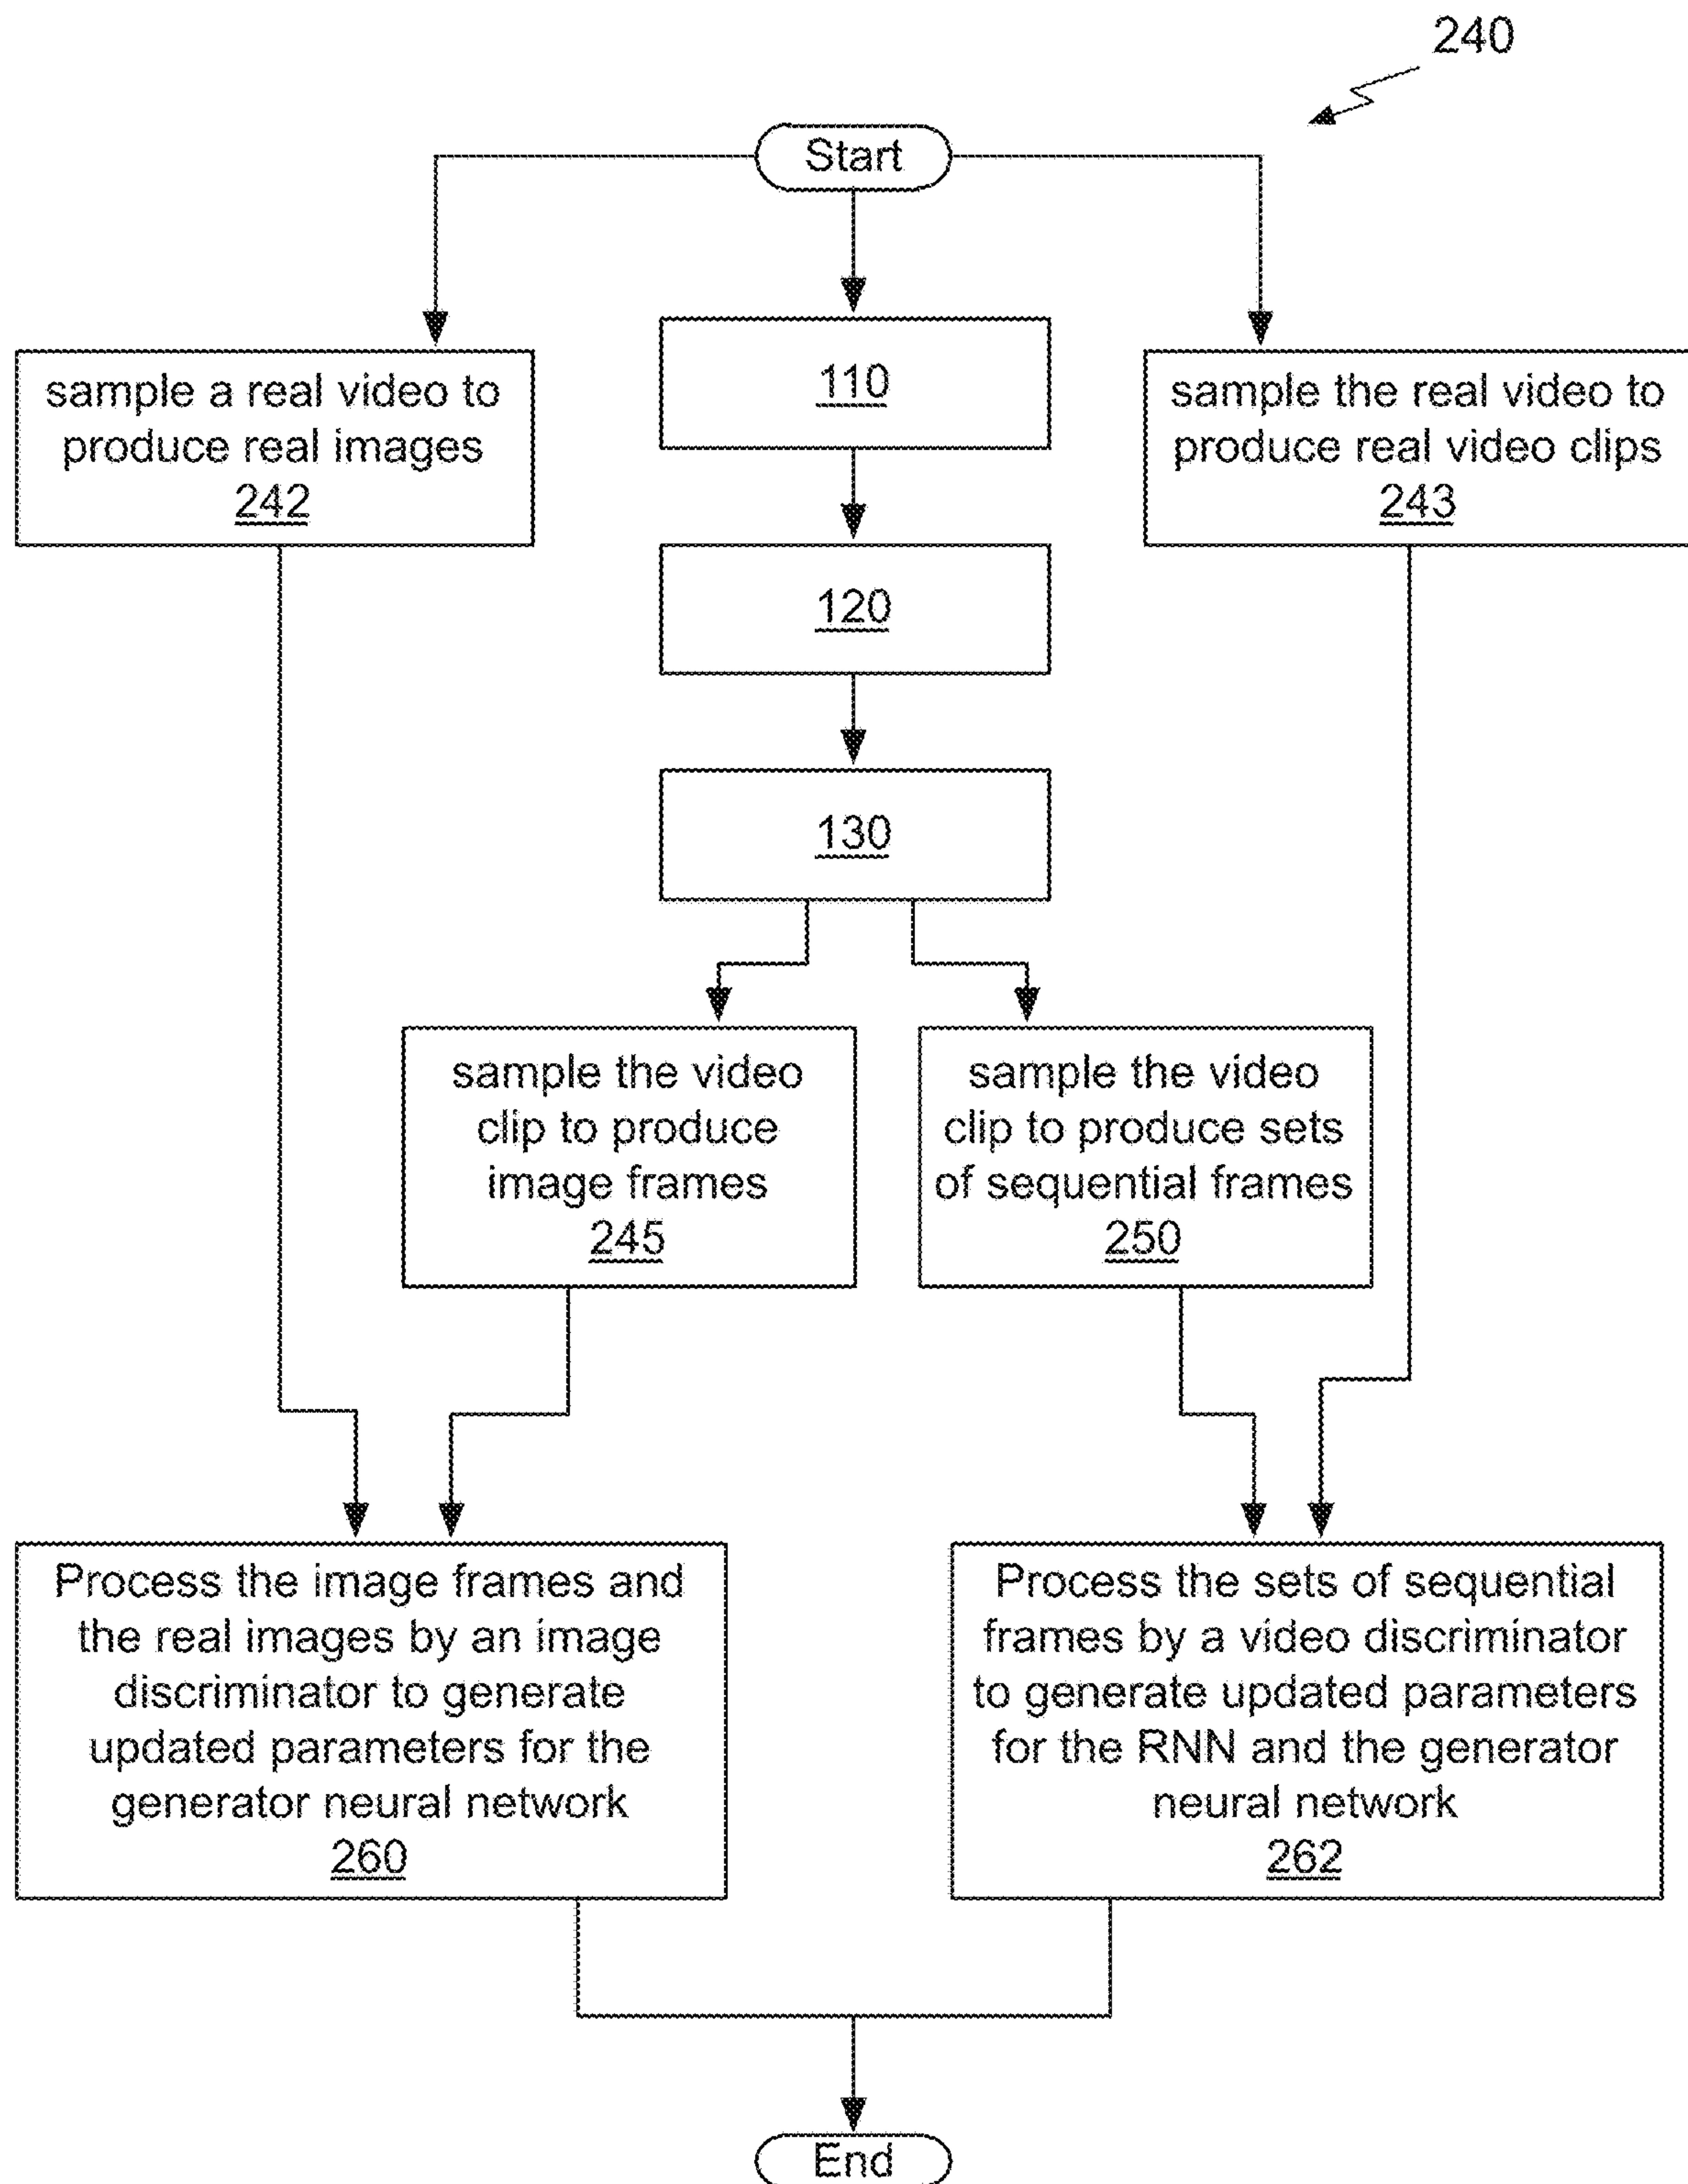 240
Start
sample a real video to
produce real images
242
110
sample the real video to
produce real video clips
243
120
130
sample the video
clip to produce
image frames
245
sample the video
clip to produce sets
of sequential frames
250
Process the image frames and
the real images by an image
discriminator to generate
updated parameters for the
generator neural network
260
Process the sets of sequential
frames by a video discriminator
to generate updated parameters
for the RNN and the generator
neural network
262
End